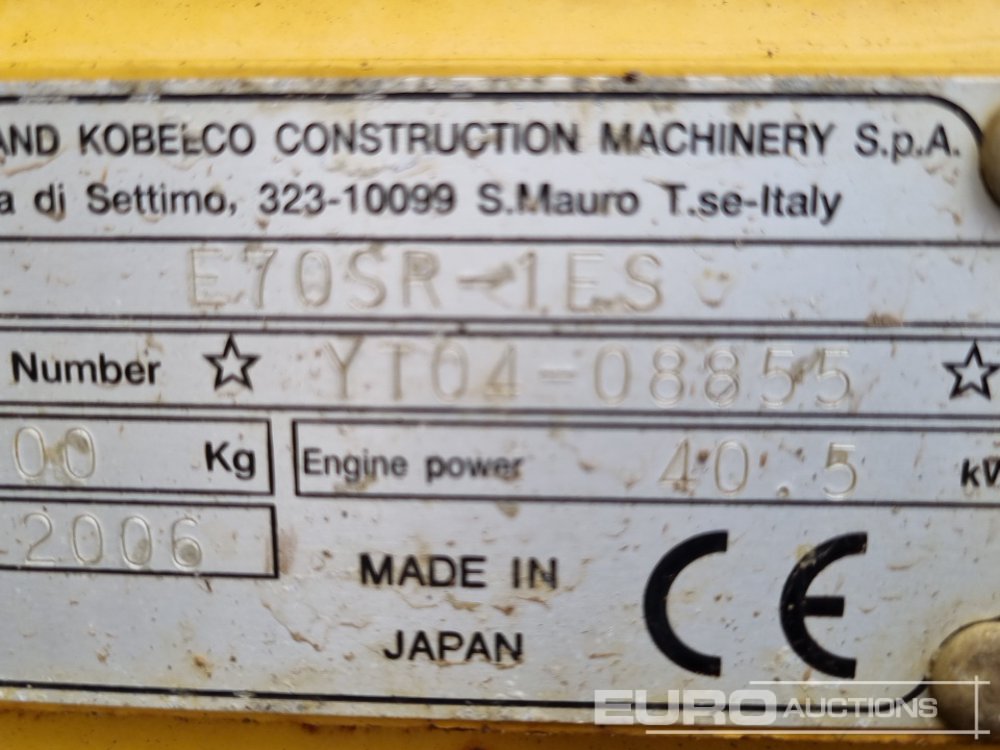 AND KOBELCO CONSTRUCTION MACHINERY S.p.A.
a di Settimo, 323-10099 S.Mauro T.se-Italy
E70SR-1ES
Number ☆ YT04-08855 ☆
00 Kg Engine power 40.5 kW
2006
MADE IN
JAPAN
CE
EURO AUCTIONS